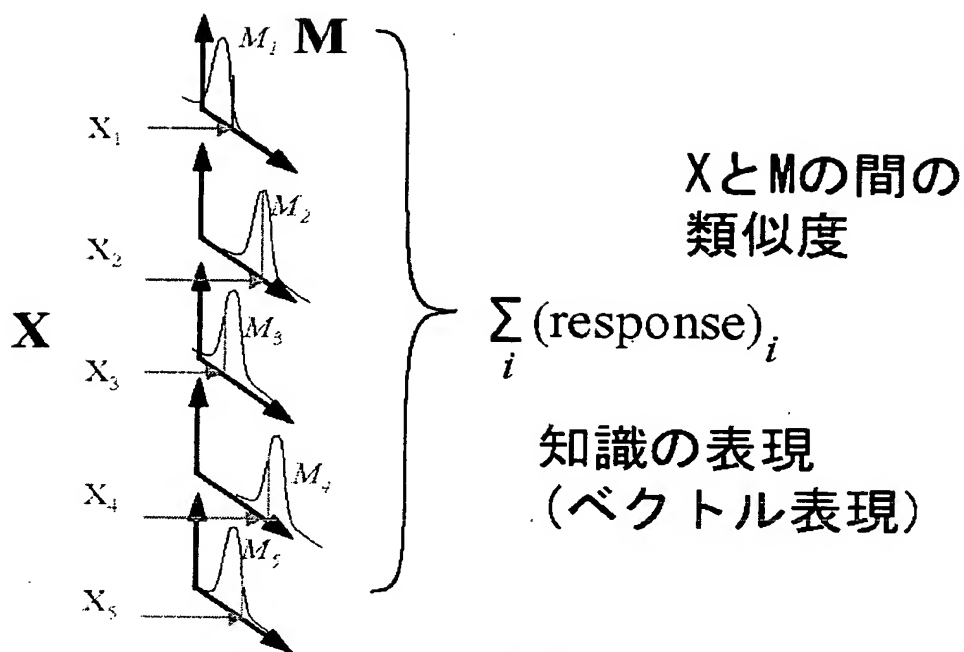 M₁ M
X₁
M₂
X₂
X
M₃
X₃
M₄
X₄
M₅
X₅
XとMの間の
類似度
∑ᵢ(response)ᵢ
知識の表現
(ベクトル表現)